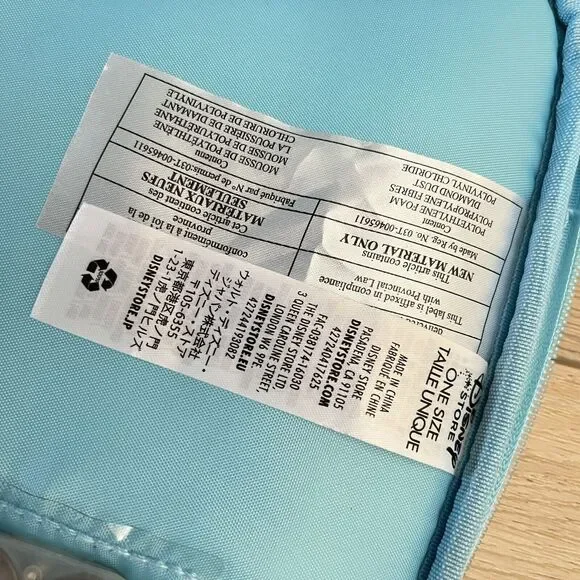 Disney
STORE
ONE SIZE
TAILLE UNIQUE
MADE IN CHINA
FABRIQUÉ EN CHINE
DISNEY STORE
PASADENA, CA 91105
427240417625
DISNEYSTORE.COM
FAC-038174-16030
THE DISNEY STORE LTD
3 QUEEN CAROLINE STREET,
LONDON W6 9PE,
427244173087
DISNEYSTORE.EU
ウォルト・ディズニー・
ジャパン株式会社
ディズニーストア
〒105-6355
東京都港区虎ノ門
1-23-1虎ノ門ヒルズ
DISNEYSTORE.JP
This label is affixed in compliance
with Provincial Law
This article contains
NEW MATERIAL ONLY
Made by Reg. No. 03T-00465611
Content
POLYETHYLENE FOAM
POLYPROPYLENE FIBRES
DIAMOND DUST
POLYVINYL CHLORIDE
conformément à la loi de la
province
Cet article contient des
MATÉRIAUX NEUFS
SEULEMENT
Fabriqué par n° de permis:03T-00465611
Contenu
MOUSSE DE POLYÉTHYLÈNE
MOUSSE DE POLYURÉTHANE
LA POUSSIÈRE DE DIAMANT
CHLORURE DE POLYVINYLE